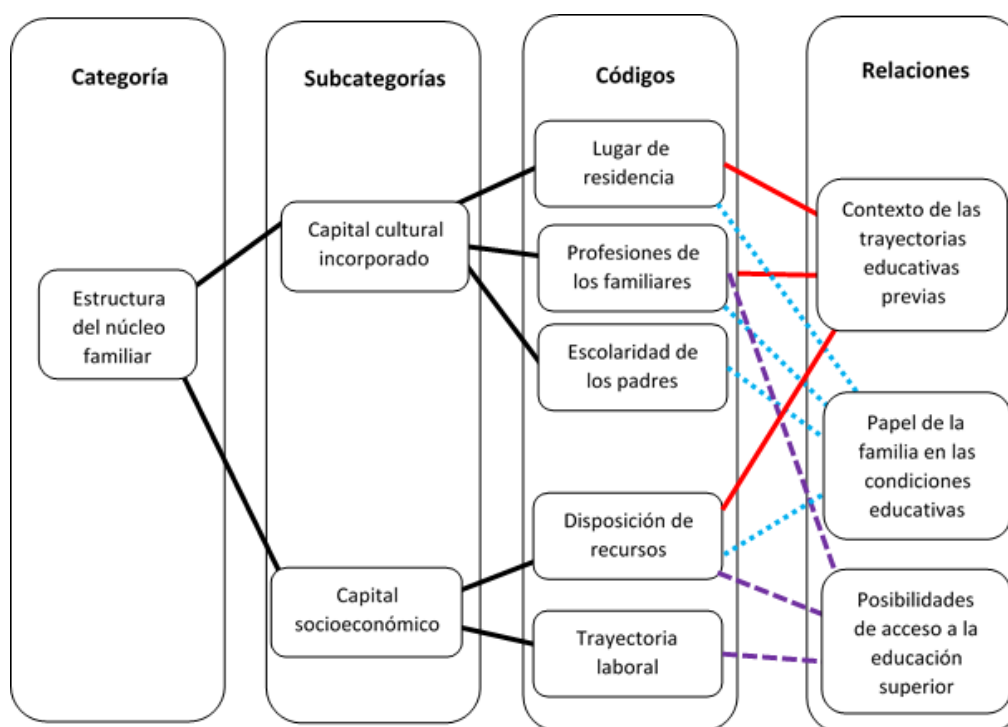 Categoría
Estructura
del núcleo
familiar
Subcategorías
Capital cultural
incorporado
Capital
socioeconómico
Códigos
Lugar de
residencia
Profesiones de
los familiares
Escolaridad de
los padres
Disposición de
recursos
Trayectoria
laboral
Relaciones
Contexto de las
trayectorias
educativas
previas
Papel de la
familia en las
condiciones
educativas
Posibilidades
de acceso a la
educación
superior